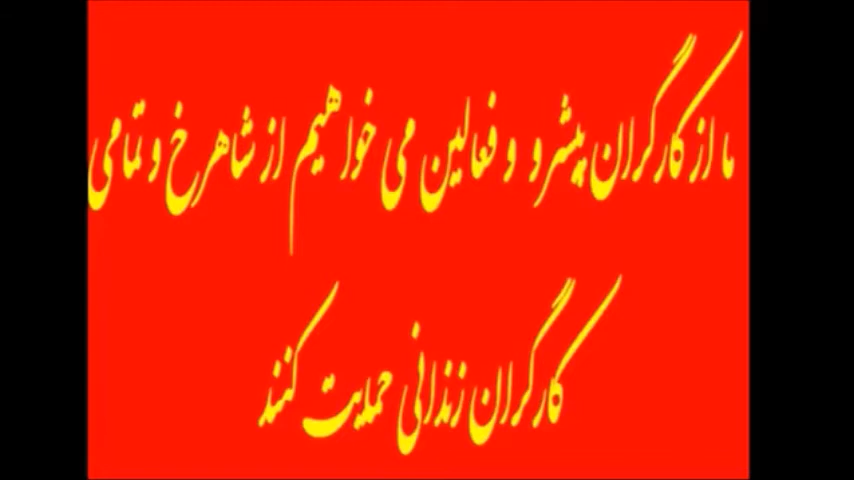 ما از کارگران پیشرو و فعالین می خواهیم از شاهرخ و تمامی
کارگران زندانی حمایت کنند